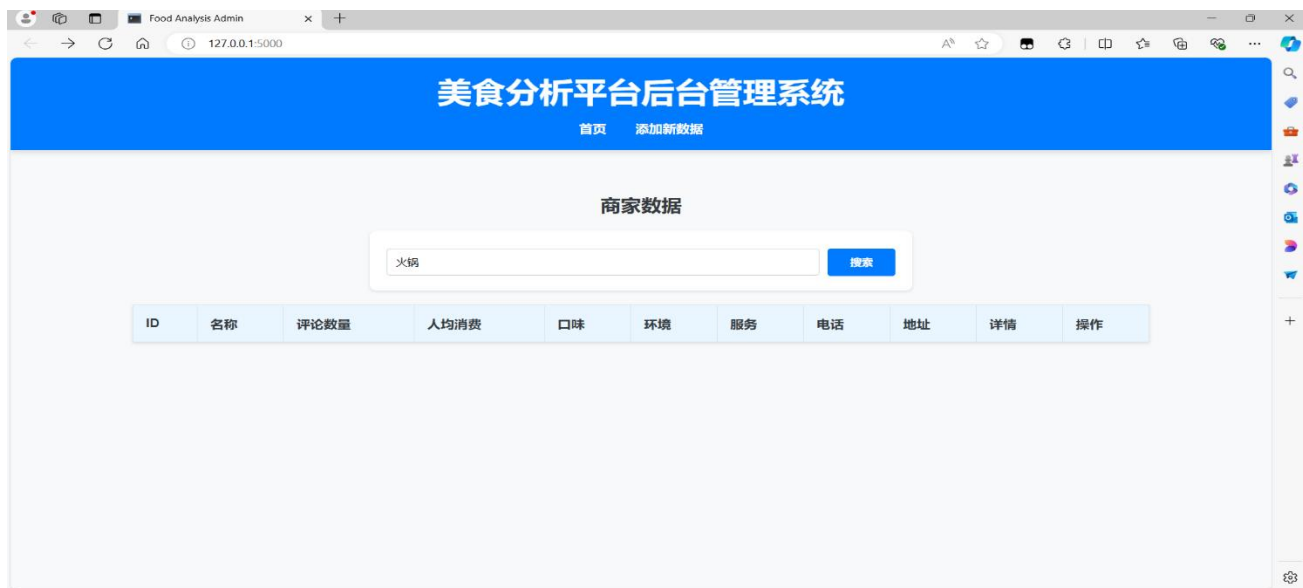 Food Analysis Admin
127.0.0.1:5000
美食分析平台后台管理系统
首页 添加新数据
商家数据
火锅 搜索
ID 名称 评论数量 人均消费 口味 环境 服务 电话 地址 详情 操作